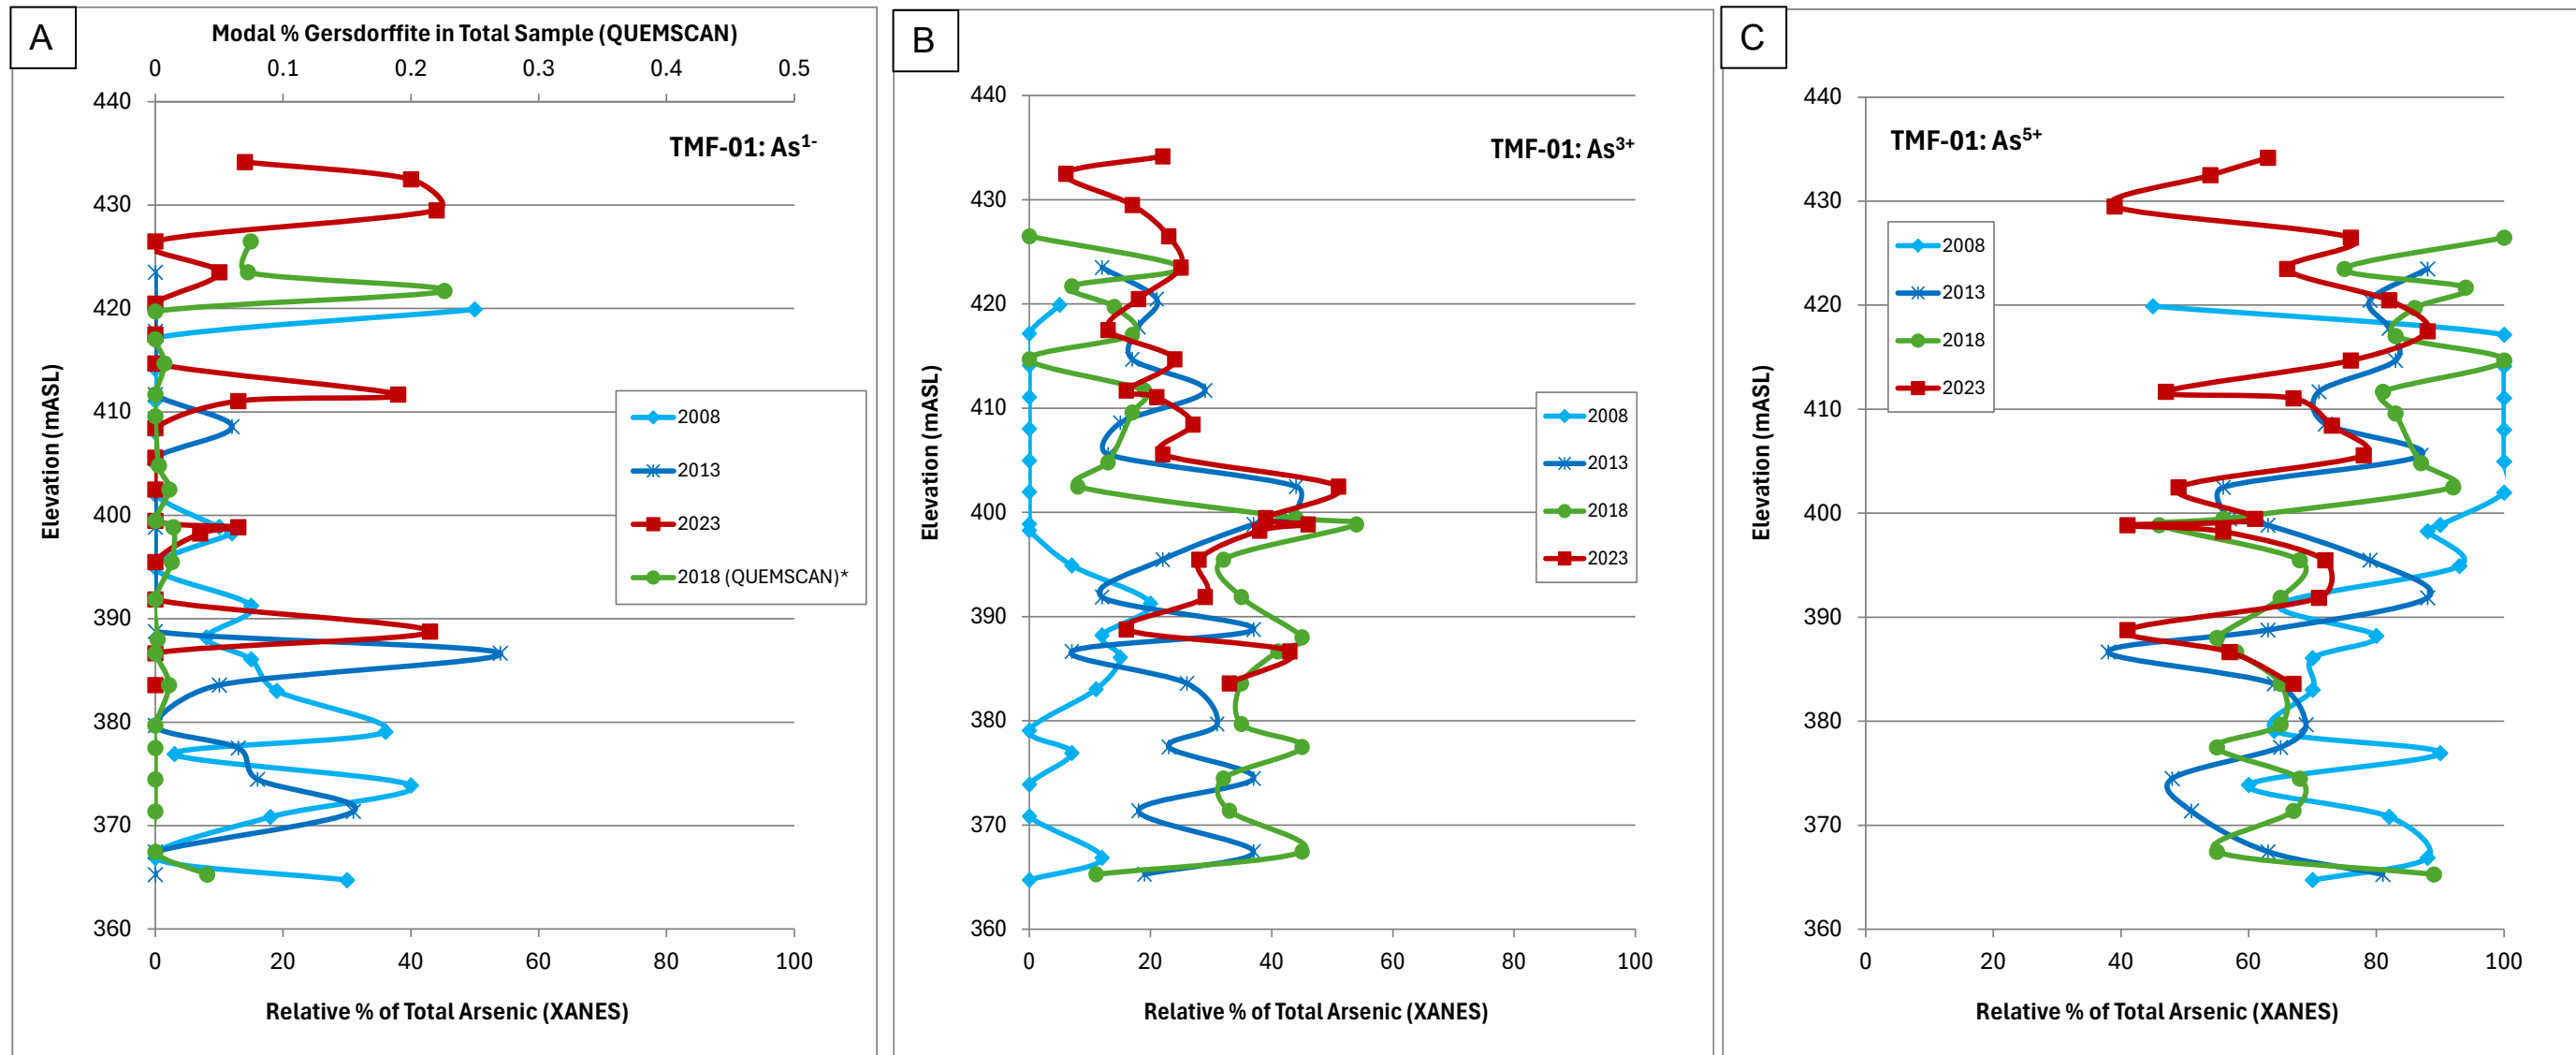 A
Modal % Gersdorffite in Total Sample (QUEMSCAN)
0 0.1 0.2 0.3 0.4 0.5
TMF-01: As1-
Elevation (mASL)
440
430
420
410
400
390
380
370
360
2008
2013
2023
2018 (QUEMSCAN)*
0 20 40 60 80 100
Relative % of Total Arsenic (XANES)
B
TMF-01: As3+
Elevation (mASL)
440
430
420
410
400
390
380
370
360
2008
2013
2018
2023
0 20 40 60 80 100
Relative % of Total Arsenic (XANES)
C
TMF-01: As5+
Elevation (mASL)
440
430
420
410
400
390
380
370
360
2008
2013
2018
2023
0 20 40 60 80 100
Relative % of Total Arsenic (XANES)